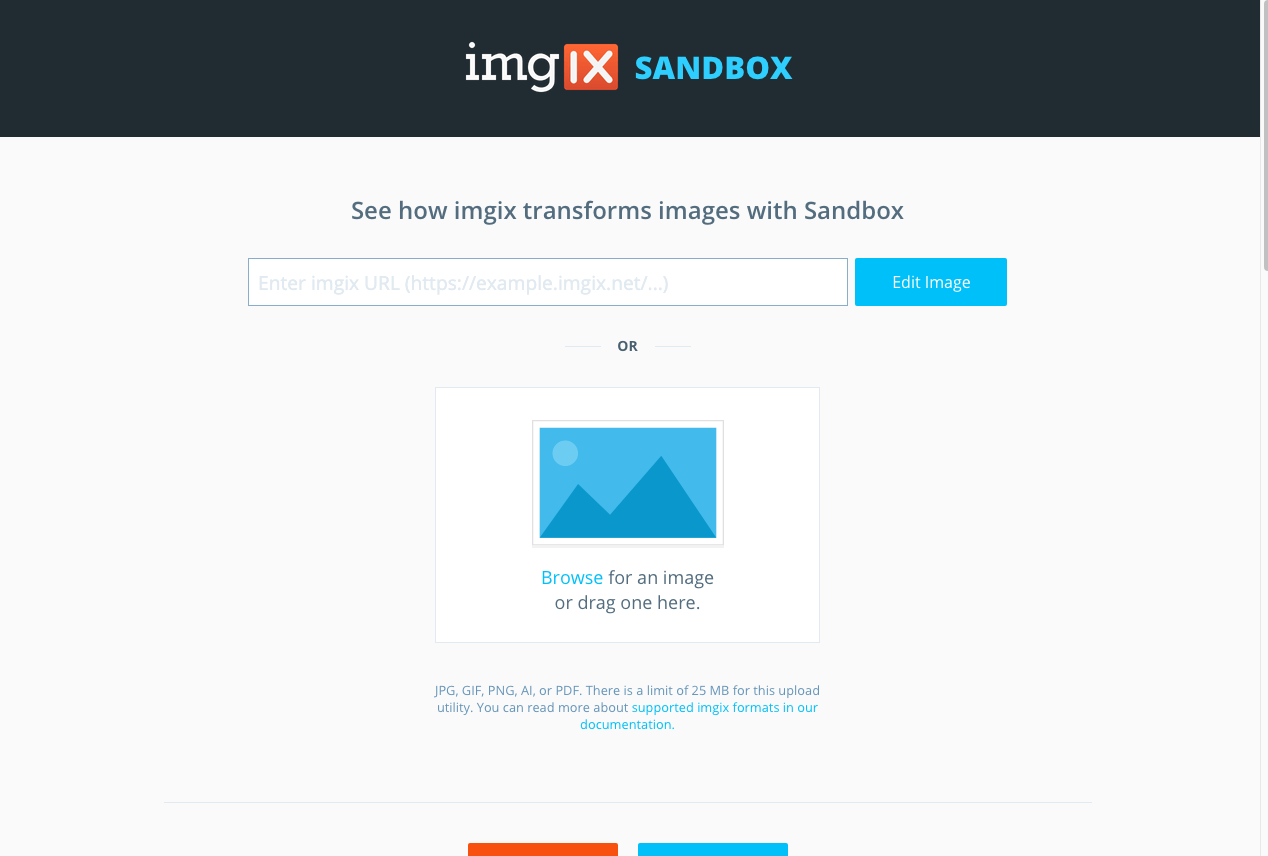 imgIX SANDBOX
See how imgix transforms images with Sandbox
Enter imgix URL (https://example.imgix.net/...)
Edit Image
OR
Browse for an image
or drag one here.
JPG, GIF, PNG, AI, or PDF. There is a limit of 25 MB for this upload
utility. You can read more about supported imgix formats in our
documentation.